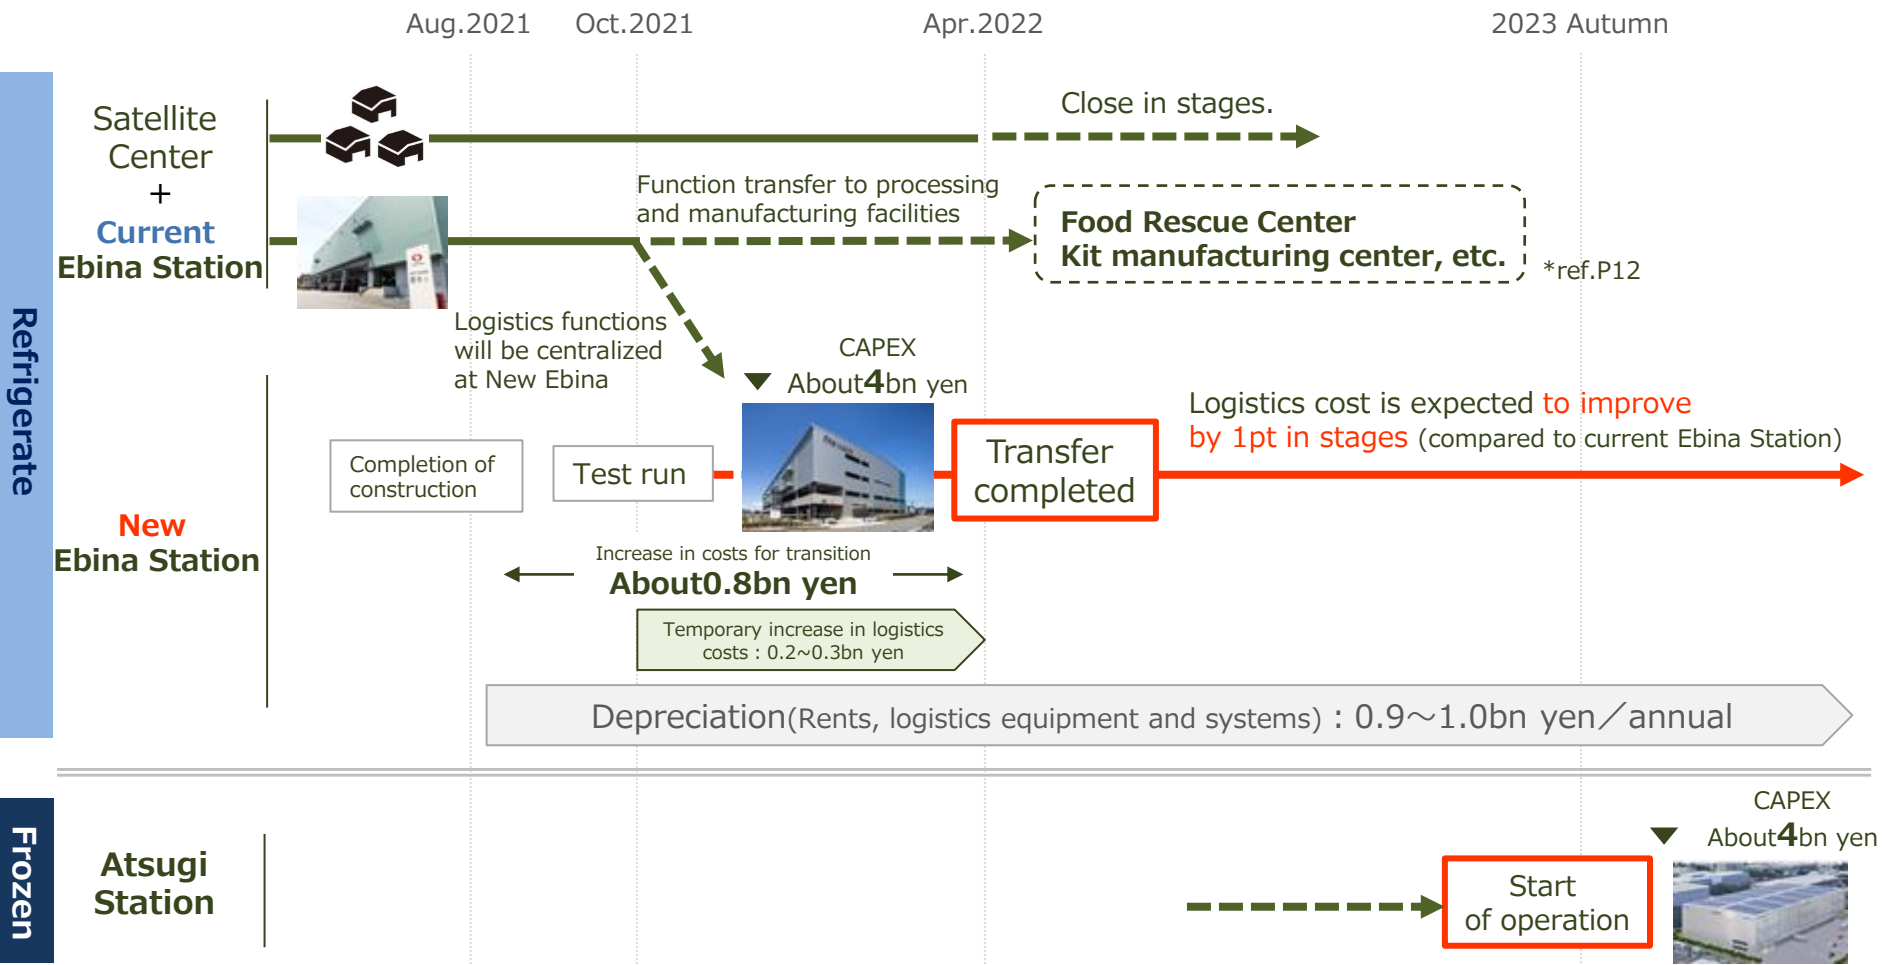 Aug.2021
Oct.2021
Apr.2022
2023 Autumn
Refrigerate
Satellite
Center
+
Current
Ebina Station
Close in stages.
Function transfer to processing
and manufacturing facilities
Food Rescue Center
Kit manufacturing center, etc.
*ref.P12
Logistics functions
will be centralized
at New Ebina
CAPEX
▼ About4bn yen
New
Ebina Station
Completion of
construction
Test run
Transfer
completed
Logistics cost is expected to improve
by 1pt in stages (compared to current Ebina Station)
Increase in costs for transition
About0.8bn yen
Temporary increase in logistics
costs : 0.2~0.3bn yen
Depreciation(Rents, logistics equipment and systems) : 0.9～1.0bn yen／annual
Frozen
Atsugi
Station
Start
of operation
CAPEX
▼ About4bn yen